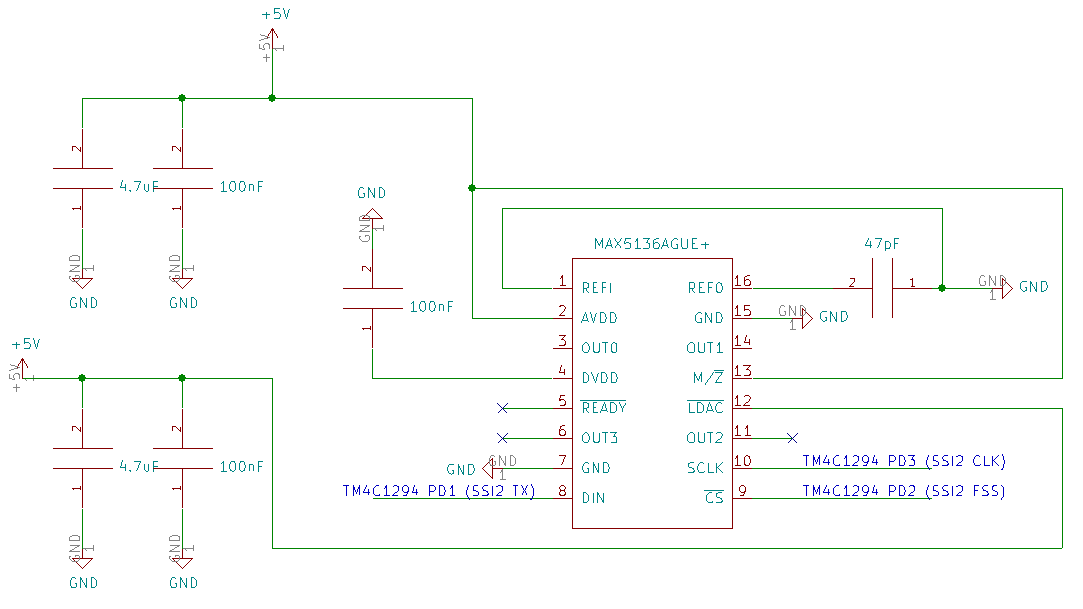 +5V
+5V
1
2
4.7uF
1
GND
1
GND
2
100nF
1
GND
1
GND
GND
GND
1
2
100nF
1
MAX5136AGUE+
47pF
1 REFI
2 AVDD
3 OUT0
4 DVDD
5 READY
6 OUT3
7 GND
8 DIN
REFO 16
GND 15
OUT1 14
M/Z 13
LDAC 12
OUT2 11
SCLK 10
CS 9
2
1
GND
1
GND
GND
1
GND
GND
GND
1
TM4C1294 PD1 (SSI2 TX)
TM4C1294 PD3 (SSI2 CLK)
TM4C1294 PD2 (SSI2 FSS)
+5V
+5V
1
2
4.7uF
1
GND
1
GND
2
100nF
1
GND
1
GND